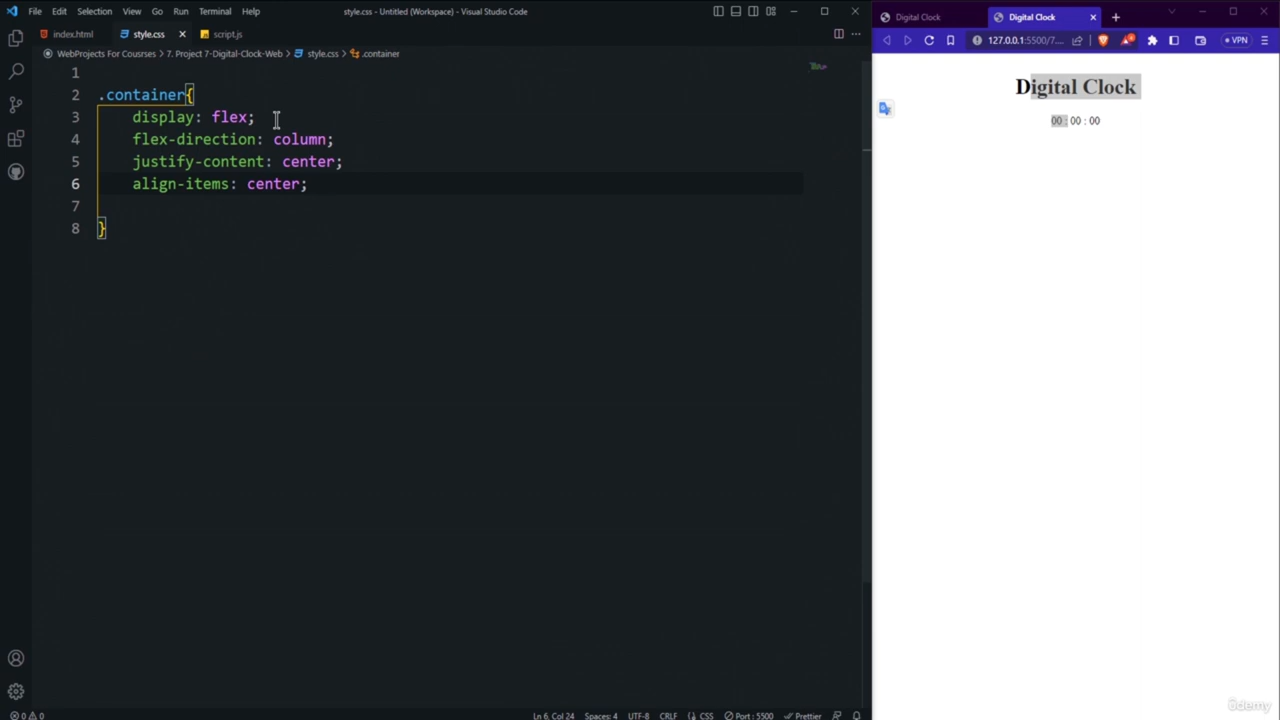 File Edit Selection View Go Run Terminal Help
style.css - Untitled (Workspace) - Visual Studio Code
index.html
style.css
script.js
WebProjects For Courses > 7. Project 7-Digital-Clock-Web > style.css > .container
1
2 .container{
3 display: flex;
4 flex-direction: column;
5 justify-content: center;
6 align-items: center;
7
8 }
0 0
Ln 6, Col 24 Spaces: 4 UTF-8 CRLF CSS Port : 5500 Prettier
Digital Clock
Digital Clock
127.0.0.1:5500/7...
VPN
Digital Clock
00 : 00 : 00
ûdemy